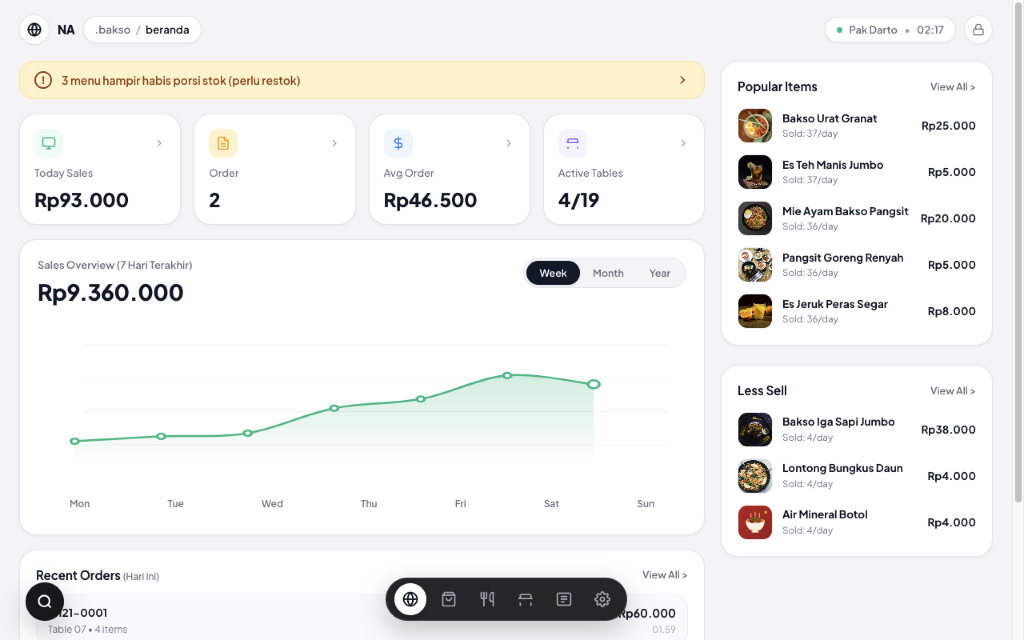 NA
.bakso / beranda
Pak Darto • 02:17
3 menu hampir habis porsi stok (perlu restok)
Today Sales
Rp93.000
Order
2
Avg Order
Rp46.500
Active Tables
4/19
Sales Overview (7 Hari Terakhir)
Rp9.360.000
Week
Month
Year
Mon
Tue
Wed
Thu
Fri
Sat
Sun
Recent Orders (Hari Ini)
View All >
121-0001
Rp60.000
Table 07 • 4 items
01.59
Popular Items
View All >
Bakso Urat Granat
Sold: 37/day
Rp25.000
Es Teh Manis Jumbo
Sold: 37/day
Rp5.000
Mie Ayam Bakso Pangsit
Sold: 36/day
Rp20.000
Pangsit Goreng Renyah
Sold: 36/day
Rp5.000
Es Jeruk Peras Segar
Sold: 36/day
Rp8.000
Less Sell
View All >
Bakso Iga Sapi Jumbo
Sold: 4/day
Rp38.000
Lontong Bungkus Daun
Sold: 4/day
Rp4.000
Air Mineral Botol
Sold: 4/day
Rp4.000